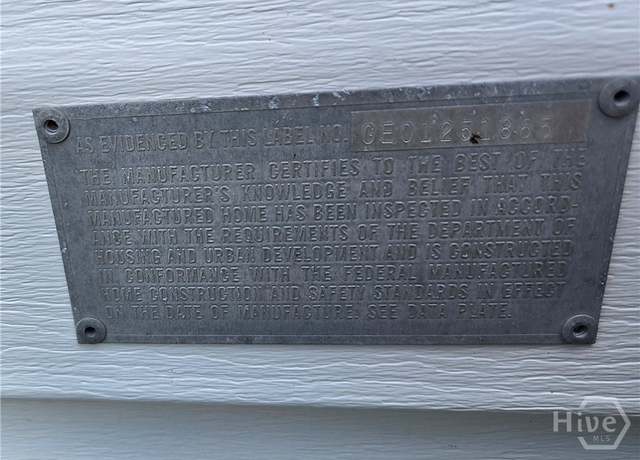 AS EVIDENCED BY THIS LABEL NO. GEO1251865
THE MANUFACTURER CERTIFIES TO THE BEST OF THE
MANUFACTURER'S KNOWLEDGE AND BELIEF THAT THIS
MANUFACTURED HOME HAS BEEN INSPECTED IN ACCORD-
ANCE WITH THE REQUIREMENTS OF THE DEPARTMENT OF
HOUSING AND URBAN DEVELOPMENT AND IS CONSTRUCTED
IN CONFORMANCE WITH THE FEDERAL MANUFACTURED
HOME CONSTRUCTION AND SAFETY STANDARDS IN EFFECT
ON THE DATE OF MANUFACTURE. SEE DATA PLATE.
Hive
MLS